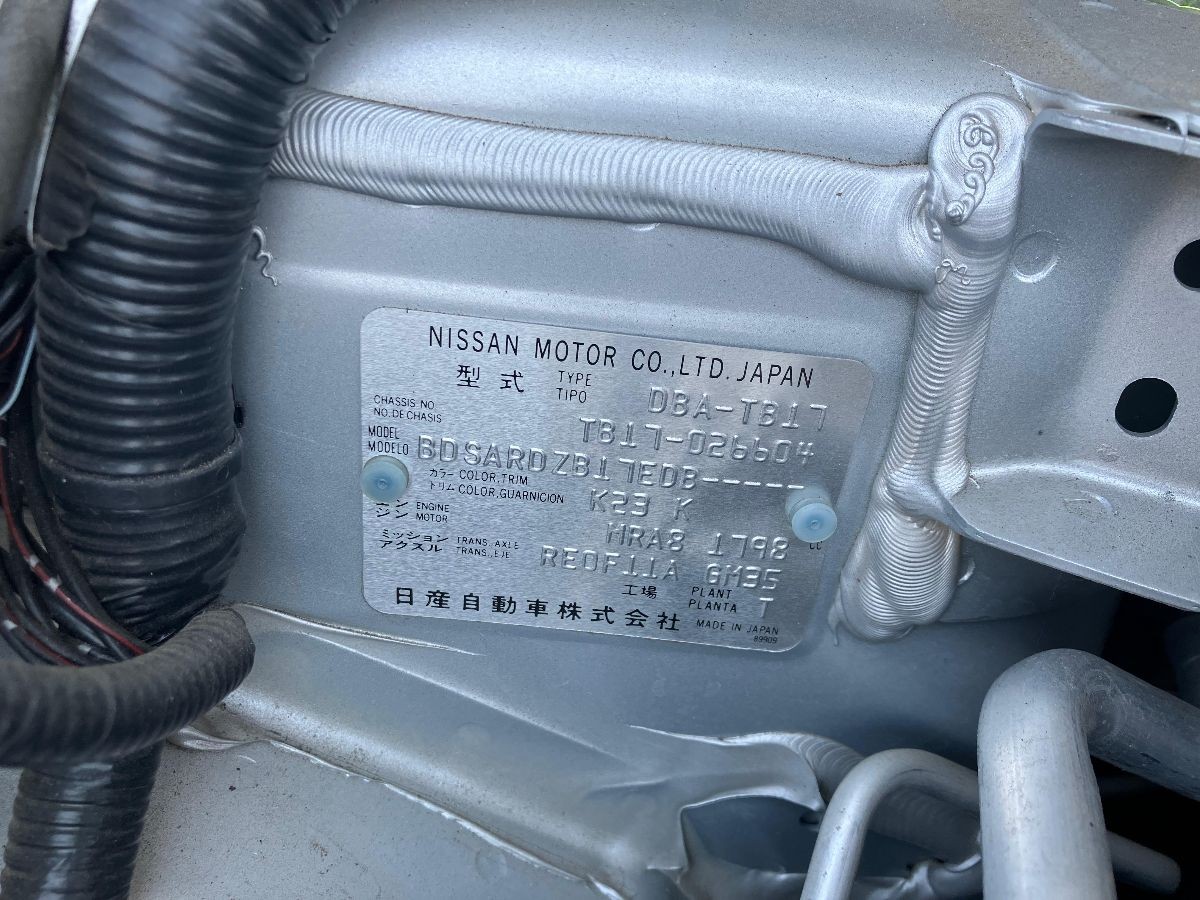 NISSAN MOTOR CO.,LTD. JAPAN
型式 TYPE TIPO DBA-TB17
CHASSIS NO NO.DE CHASIS TB17-026604
MODEL MODELO BDSARDZB17EDB-----
カラー COLOR,TRIM トリム COLOR,GUARNICION K23 K
エンジン ENGINE MOTOR MRA8 1798 CC
ミッション アクスル TRANS. AXLE TRANS., EJE RE0F11A GM35
工場 PLANT PLANTA T
日産自動車株式会社 MADE IN JAPAN
89909